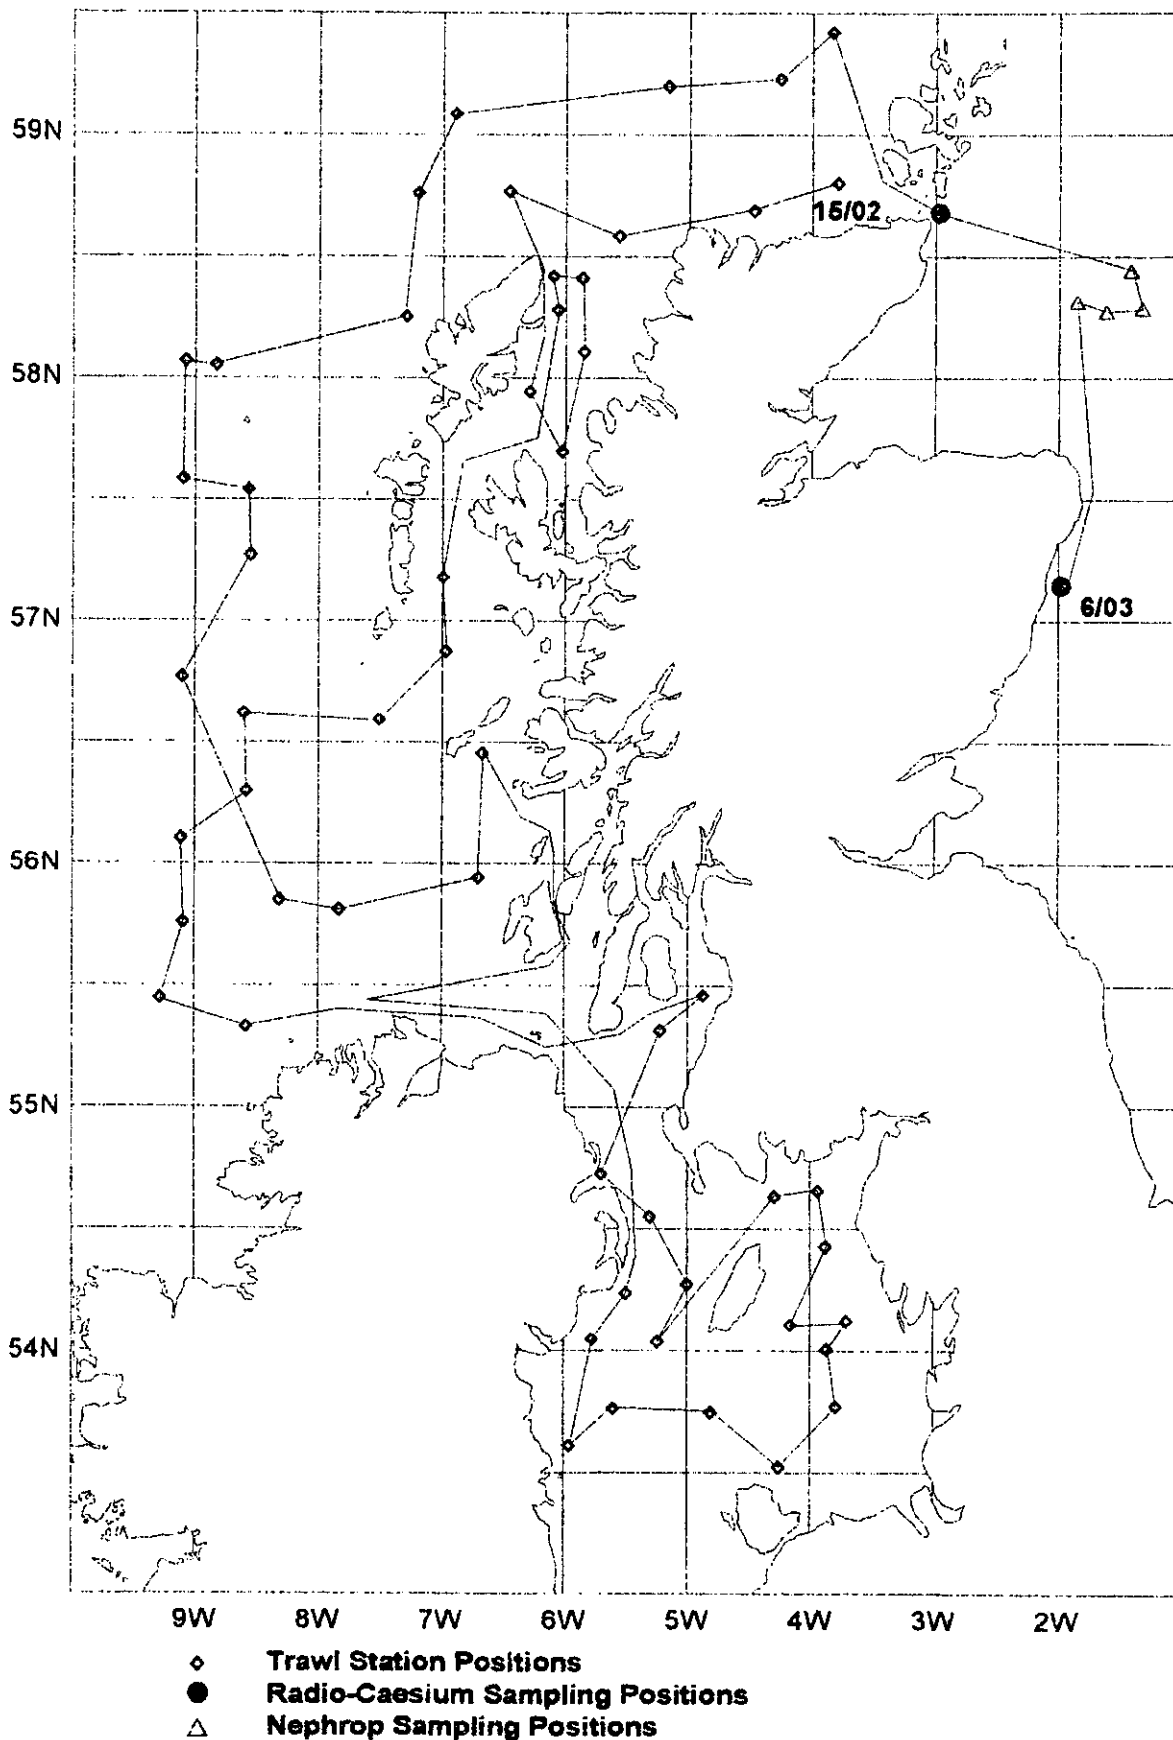 59N
15/02
58N
57N
6/03
56N
55N
54N
9W 8W 7W 6W 5W 4W 3W 2W
Trawl Station Positions
Radio-Caesium Sampling Positions
Nephrop Sampling Positions